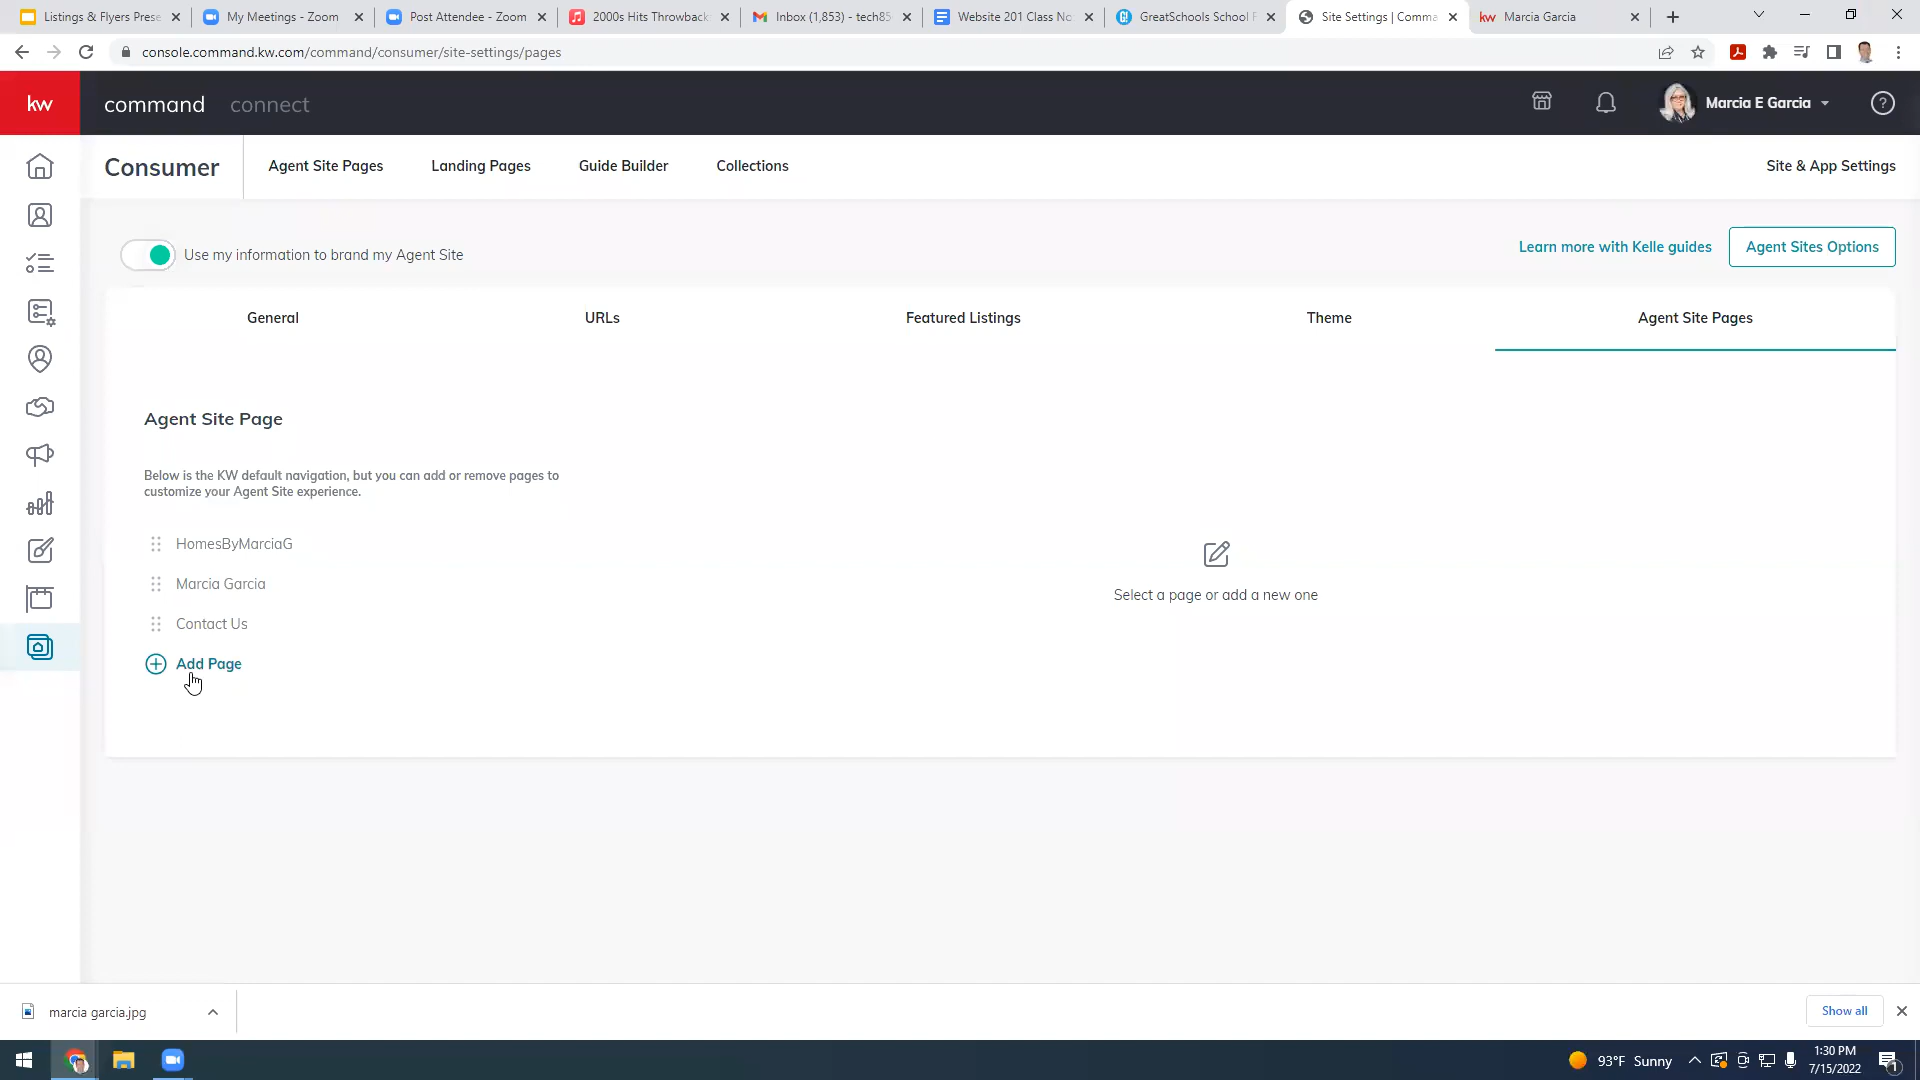 Listings & Flyers Prese
My Meetings - Zoom
Post Attendee - Zoom
2000s Hits Throwback
Inbox (1,853) - tech85
Website 201 Class No
GreatSchools School
Site Settings | Comma
kw Marcia Garcia
console.command.kw.com/command/consumer/site-settings/pages
kw
command connect
Marcia E Garcia
?
Consumer
Agent Site Pages
Landing Pages
Guide Builder
Collections
Site & App Settings
Use my information to brand my Agent Site
Learn more with Kelle guides
Agent Sites Options
General
URLs
Featured Listings
Theme
Agent Site Pages
Agent Site Page
Below is the KW default navigation, but you can add or remove pages to
customize your Agent Site experience.
HomesByMarciaG
Marcia Garcia
Contact Us
Add Page
Select a page or add a new one
marcia garcia.jpg
Show all
93°F Sunny
1:30 PM
7/15/2022
1